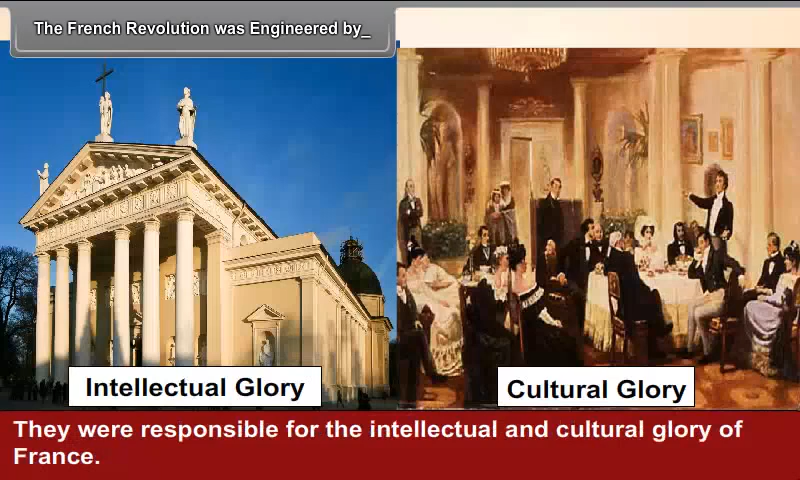 The French Revolution was Engineered by_
Intellectual Glory
Cultural Glory
They were responsible for the intellectual and cultural glory of
France.